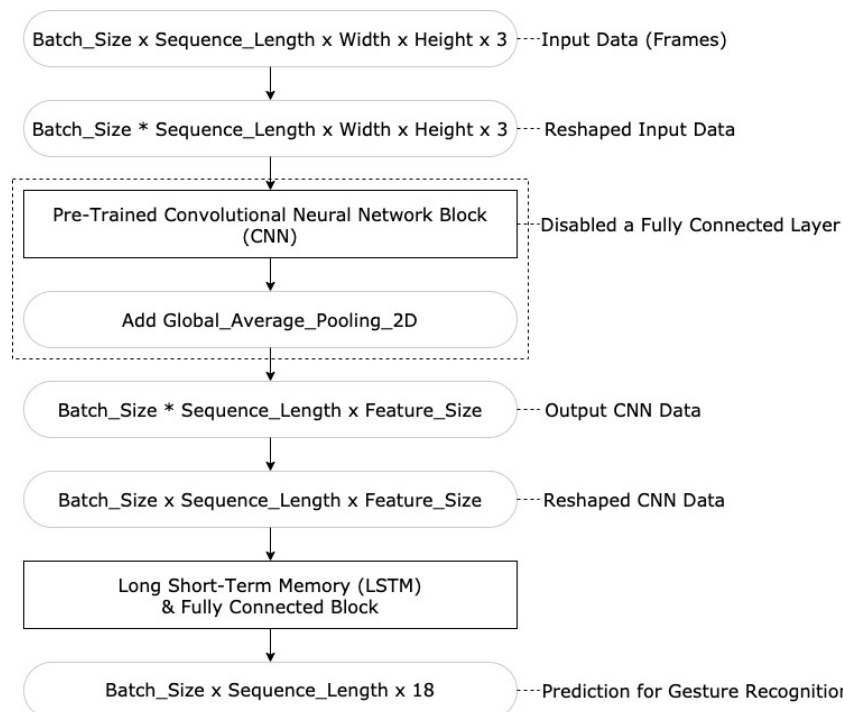 Batch_Size x Sequence_Length x Width x Height x 3
Input Data (Frames)
Batch_Size * Sequence_Length x Width x Height x 3
Reshaped Input Data
Pre-Trained Convolutional Neural Network Block
(CNN)
Disabled a Fully Connected Layer
Add Global_Average_Pooling_2D
Batch_Size * Sequence_Length x Feature_Size
Output CNN Data
Batch_Size x Sequence_Length x Feature_Size
Reshaped CNN Data
Long Short-Term Memory (LSTM)
& Fully Connected Block
Batch_Size x Sequence_Length x 18
Prediction for Gesture Recognition